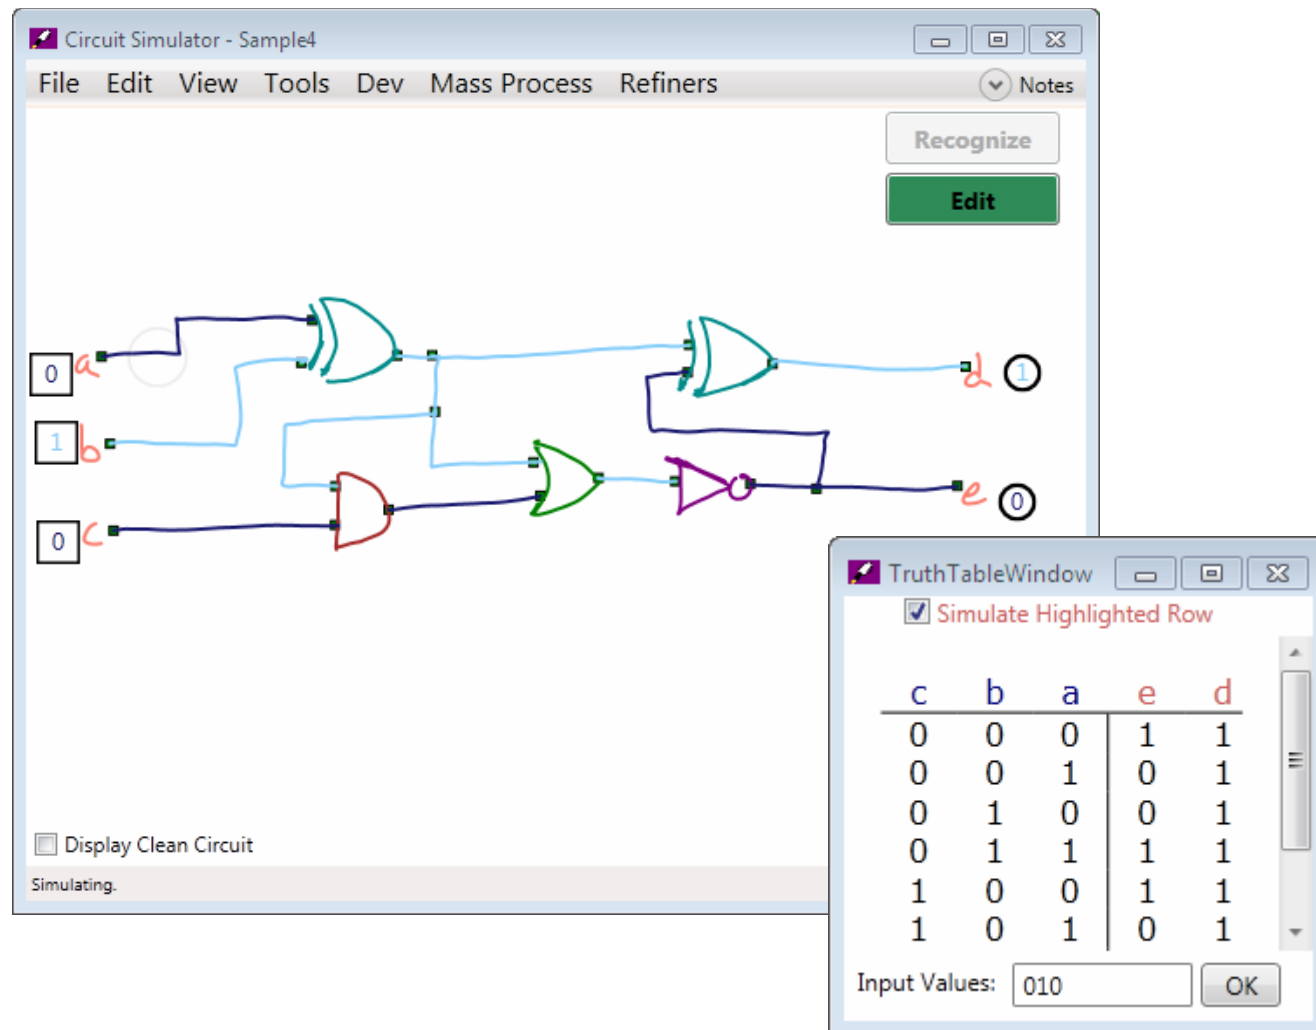 Circuit Simulator - Sample4
File Edit View Tools Dev Mass Process Refiners Notes
Recognize
Edit
0 a
1 b
0 c
d 1
e 0
Display Clean Circuit
Simulating.
TruthTableWindow
Simulate Highlighted Row
c b a e d
0 0 0 1 1
0 0 1 0 1
0 1 0 0 1
0 1 1 1 1
1 0 0 1 1
1 0 1 0 1
Input Values: 010 OK